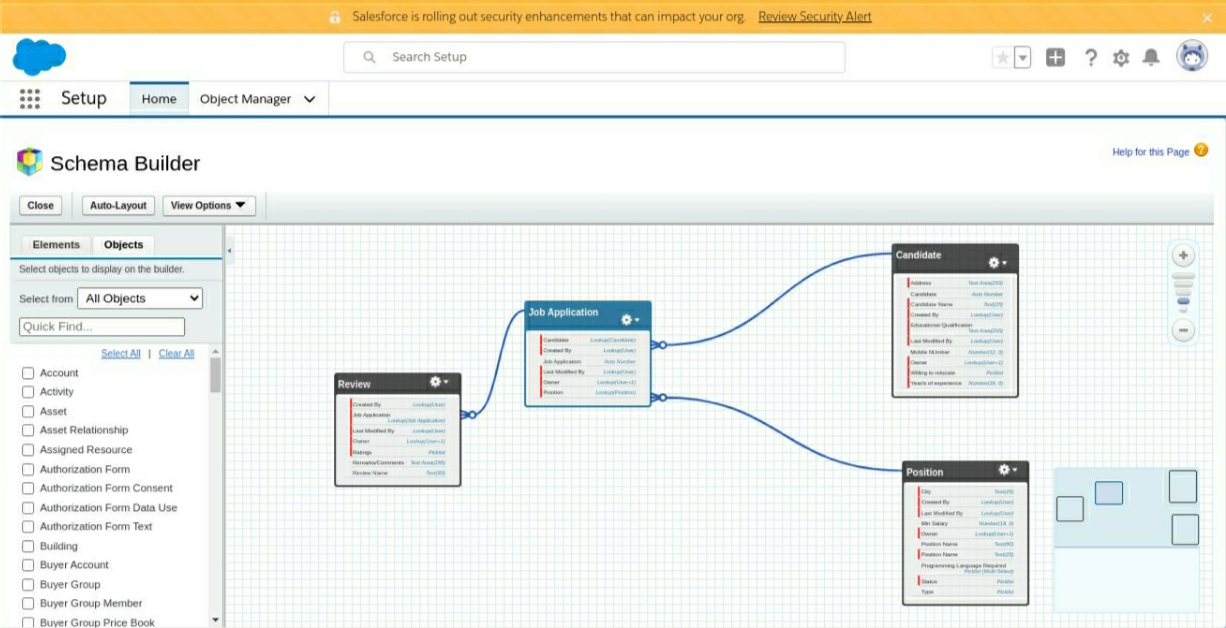 Salesforce is rolling out security enhancements that can impact your org. Review Security Alert
Search Setup
Setup
Home
Object Manager
Schema Builder
Help for this Page
Close
Auto-Layout
View Options
Elements
Objects
Select objects to display on the builder.
Select from All Objects
Quick Find...
Select All | Clear All
Account
Activity
Asset
Asset Relationship
Assigned Resource
Authorization Form
Authorization Form Consent
Authorization Form Data Use
Authorization Form Text
Building
Buyer Account
Buyer Group
Buyer Group Member
Buyer Group Price Book
Review
Created By Lookup(User)
Job Application
Lookup(Job Application)
Last Modified By Lookup(User)
Owner Lookup(User+1)
Ratings Picklist
Remarks/Comments Text Area(255)
Review Name Text(80)
Job Application
Candidate Lookup(Candidate)
Created By Lookup(User)
Job Application Auto Number
Last Modified By Lookup(User)
Owner Lookup(User+1)
Position Lookup(Position)
Candidate
Address Text Area(255)
Candidate Auto Number
Candidate Name Text(25)
Created By Lookup(User)
Educational Qualification
Text Area(255)
Last Modified By Lookup(User)
Mobile NUmber Number(12, 0)
Owner Lookup(User+1)
Willing to relocate Picklist
Years of experience
Position
City Text(25)
Created By Lookup(User)
Last Modified By Lookup(User)
Min Salary Number(18, 0)
Owner Lookup(User+1)
Position Name Text(80)
Position Name Text(25)
Programming Language Required
Picklist (Multi-Select)
Status Picklist
Type Picklist